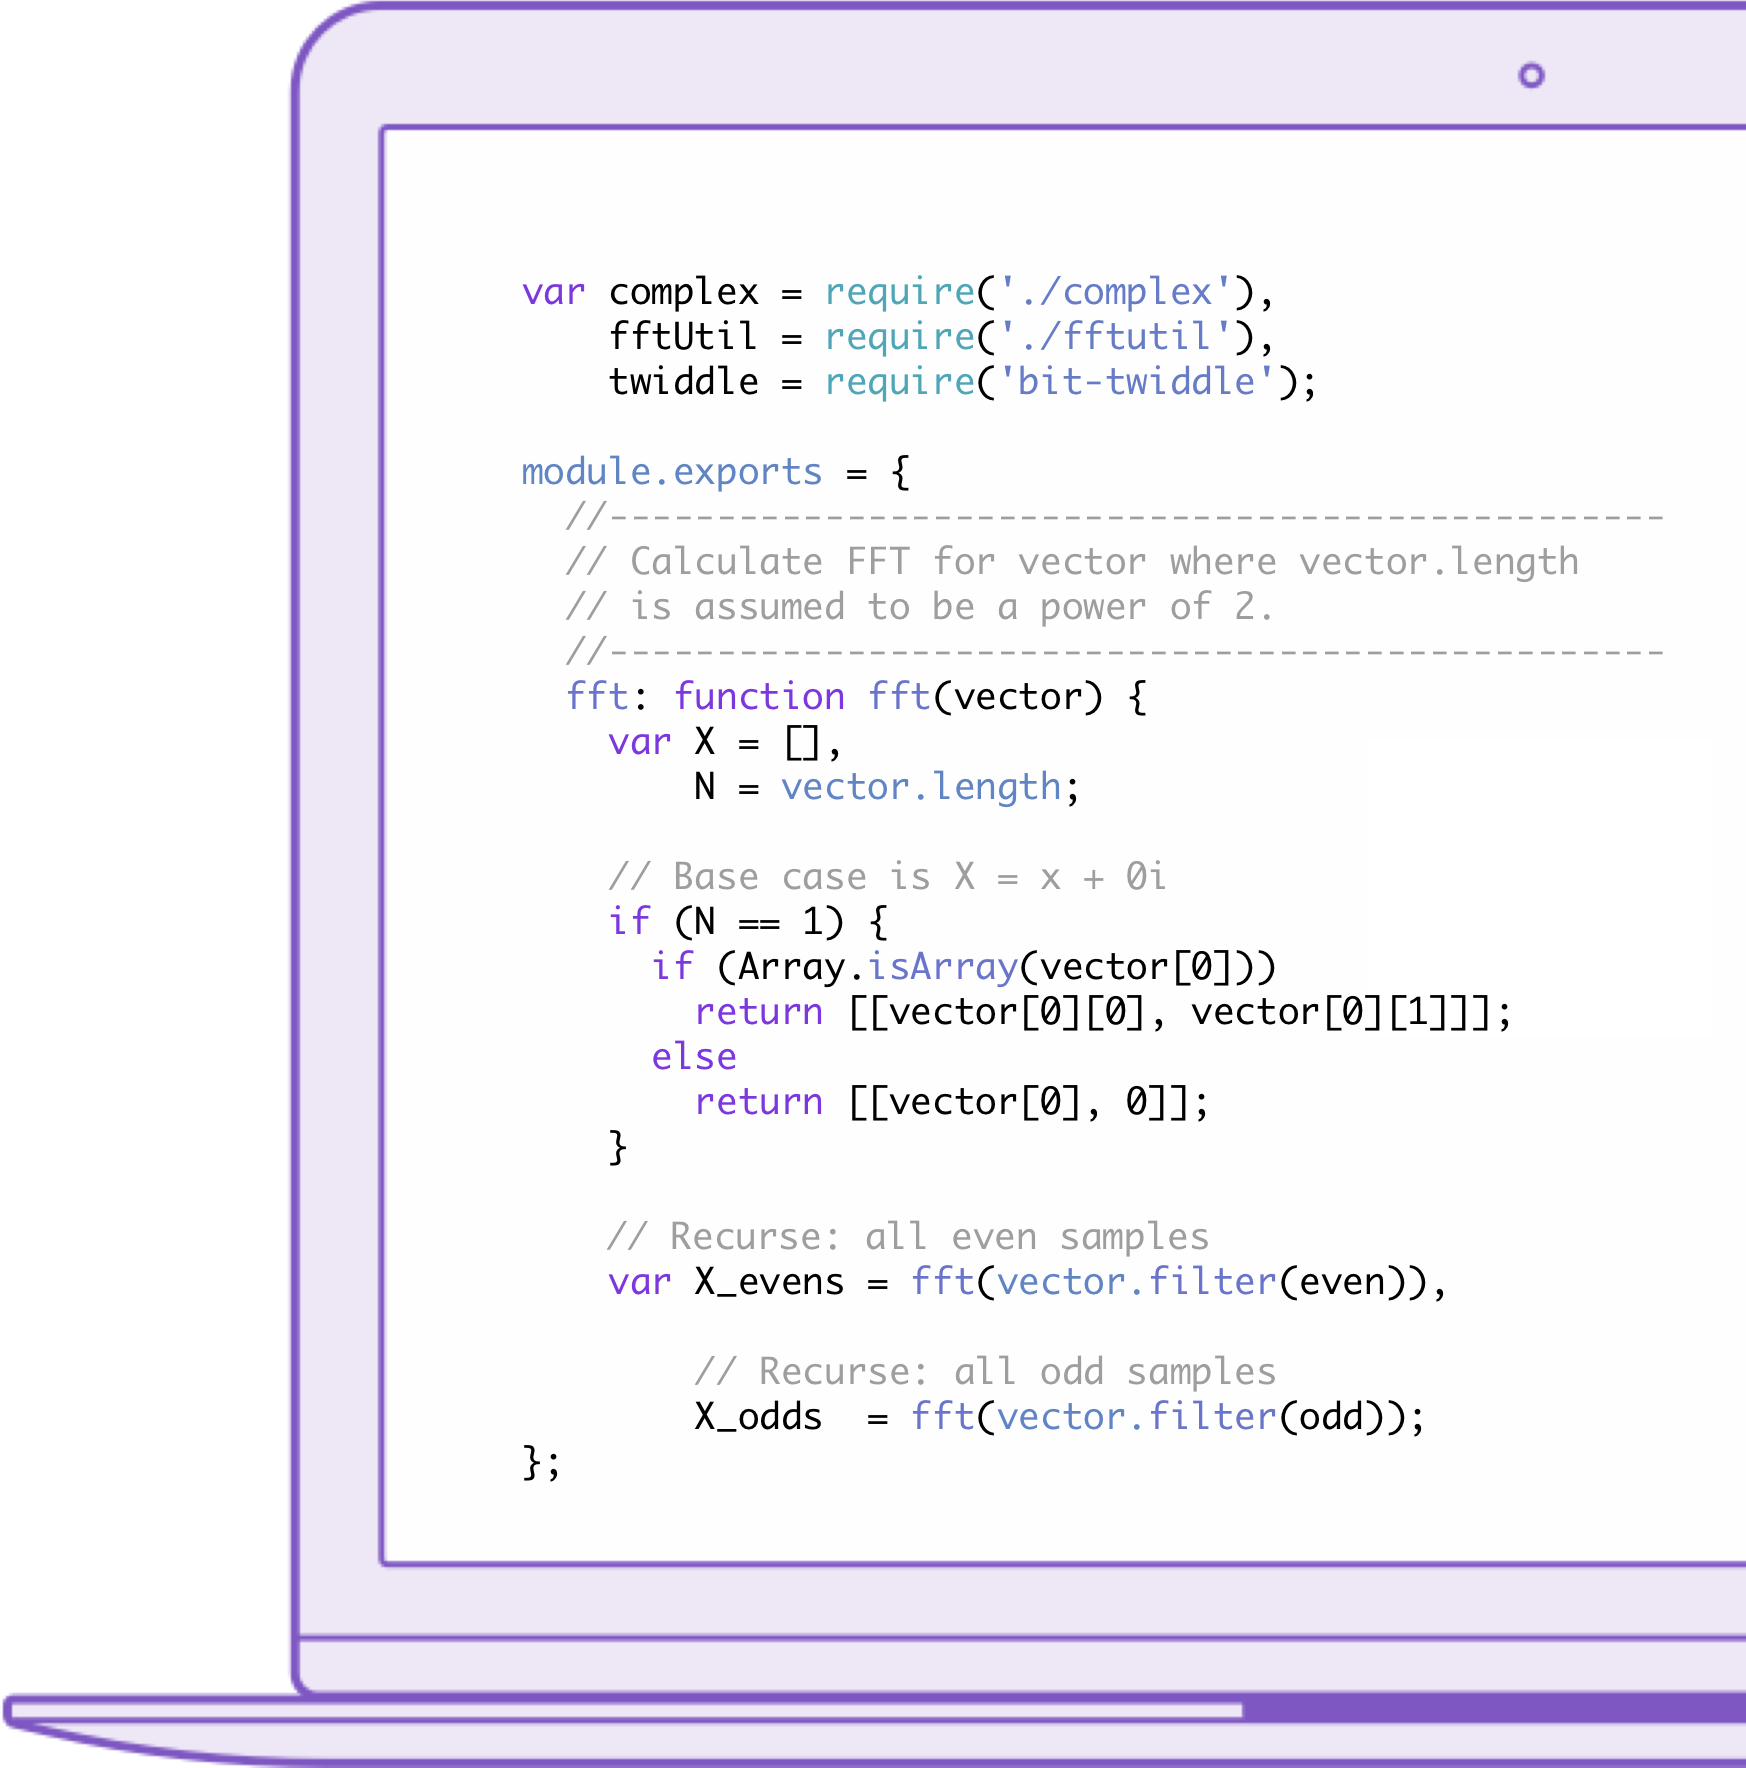 var complex = require('./complex'),
    fftUtil = require('./fftutil'),
    twiddle = require('bit-twiddle');

module.exports = {
  //-------------------------------------------------
  // Calculate FFT for vector where vector.length
  // is assumed to be a power of 2.
  //-------------------------------------------------
  fft: function fft(vector) {
    var X = [],
        N = vector.length;

    // Base case is X = x + 0i
    if (N == 1) {
      if (Array.isArray(vector[0]))
        return [[vector[0][0], vector[0][1]]];
      else
        return [[vector[0], 0]];
    }

    // Recurse: all even samples
    var X_evens = fft(vector.filter(even)),

        // Recurse: all odd samples
        X_odds  = fft(vector.filter(odd));
};